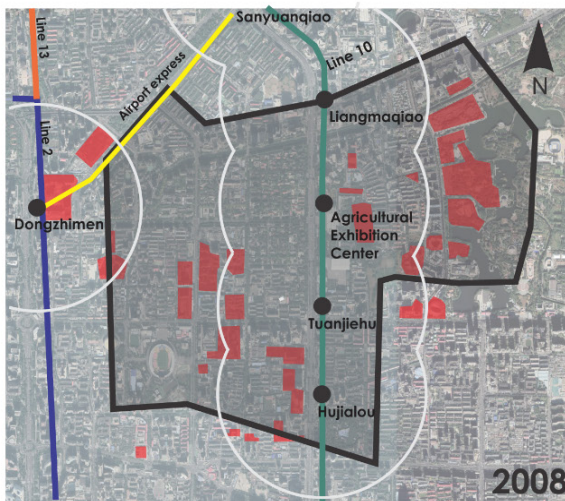 Sanyuanqiao
Line 13
Line 10
Airport express
Line 2
N
Liangmaqiao
Dongzhimen
Agricultural
Exhibition
Center
Tuanjiehu
Hujialou
2008